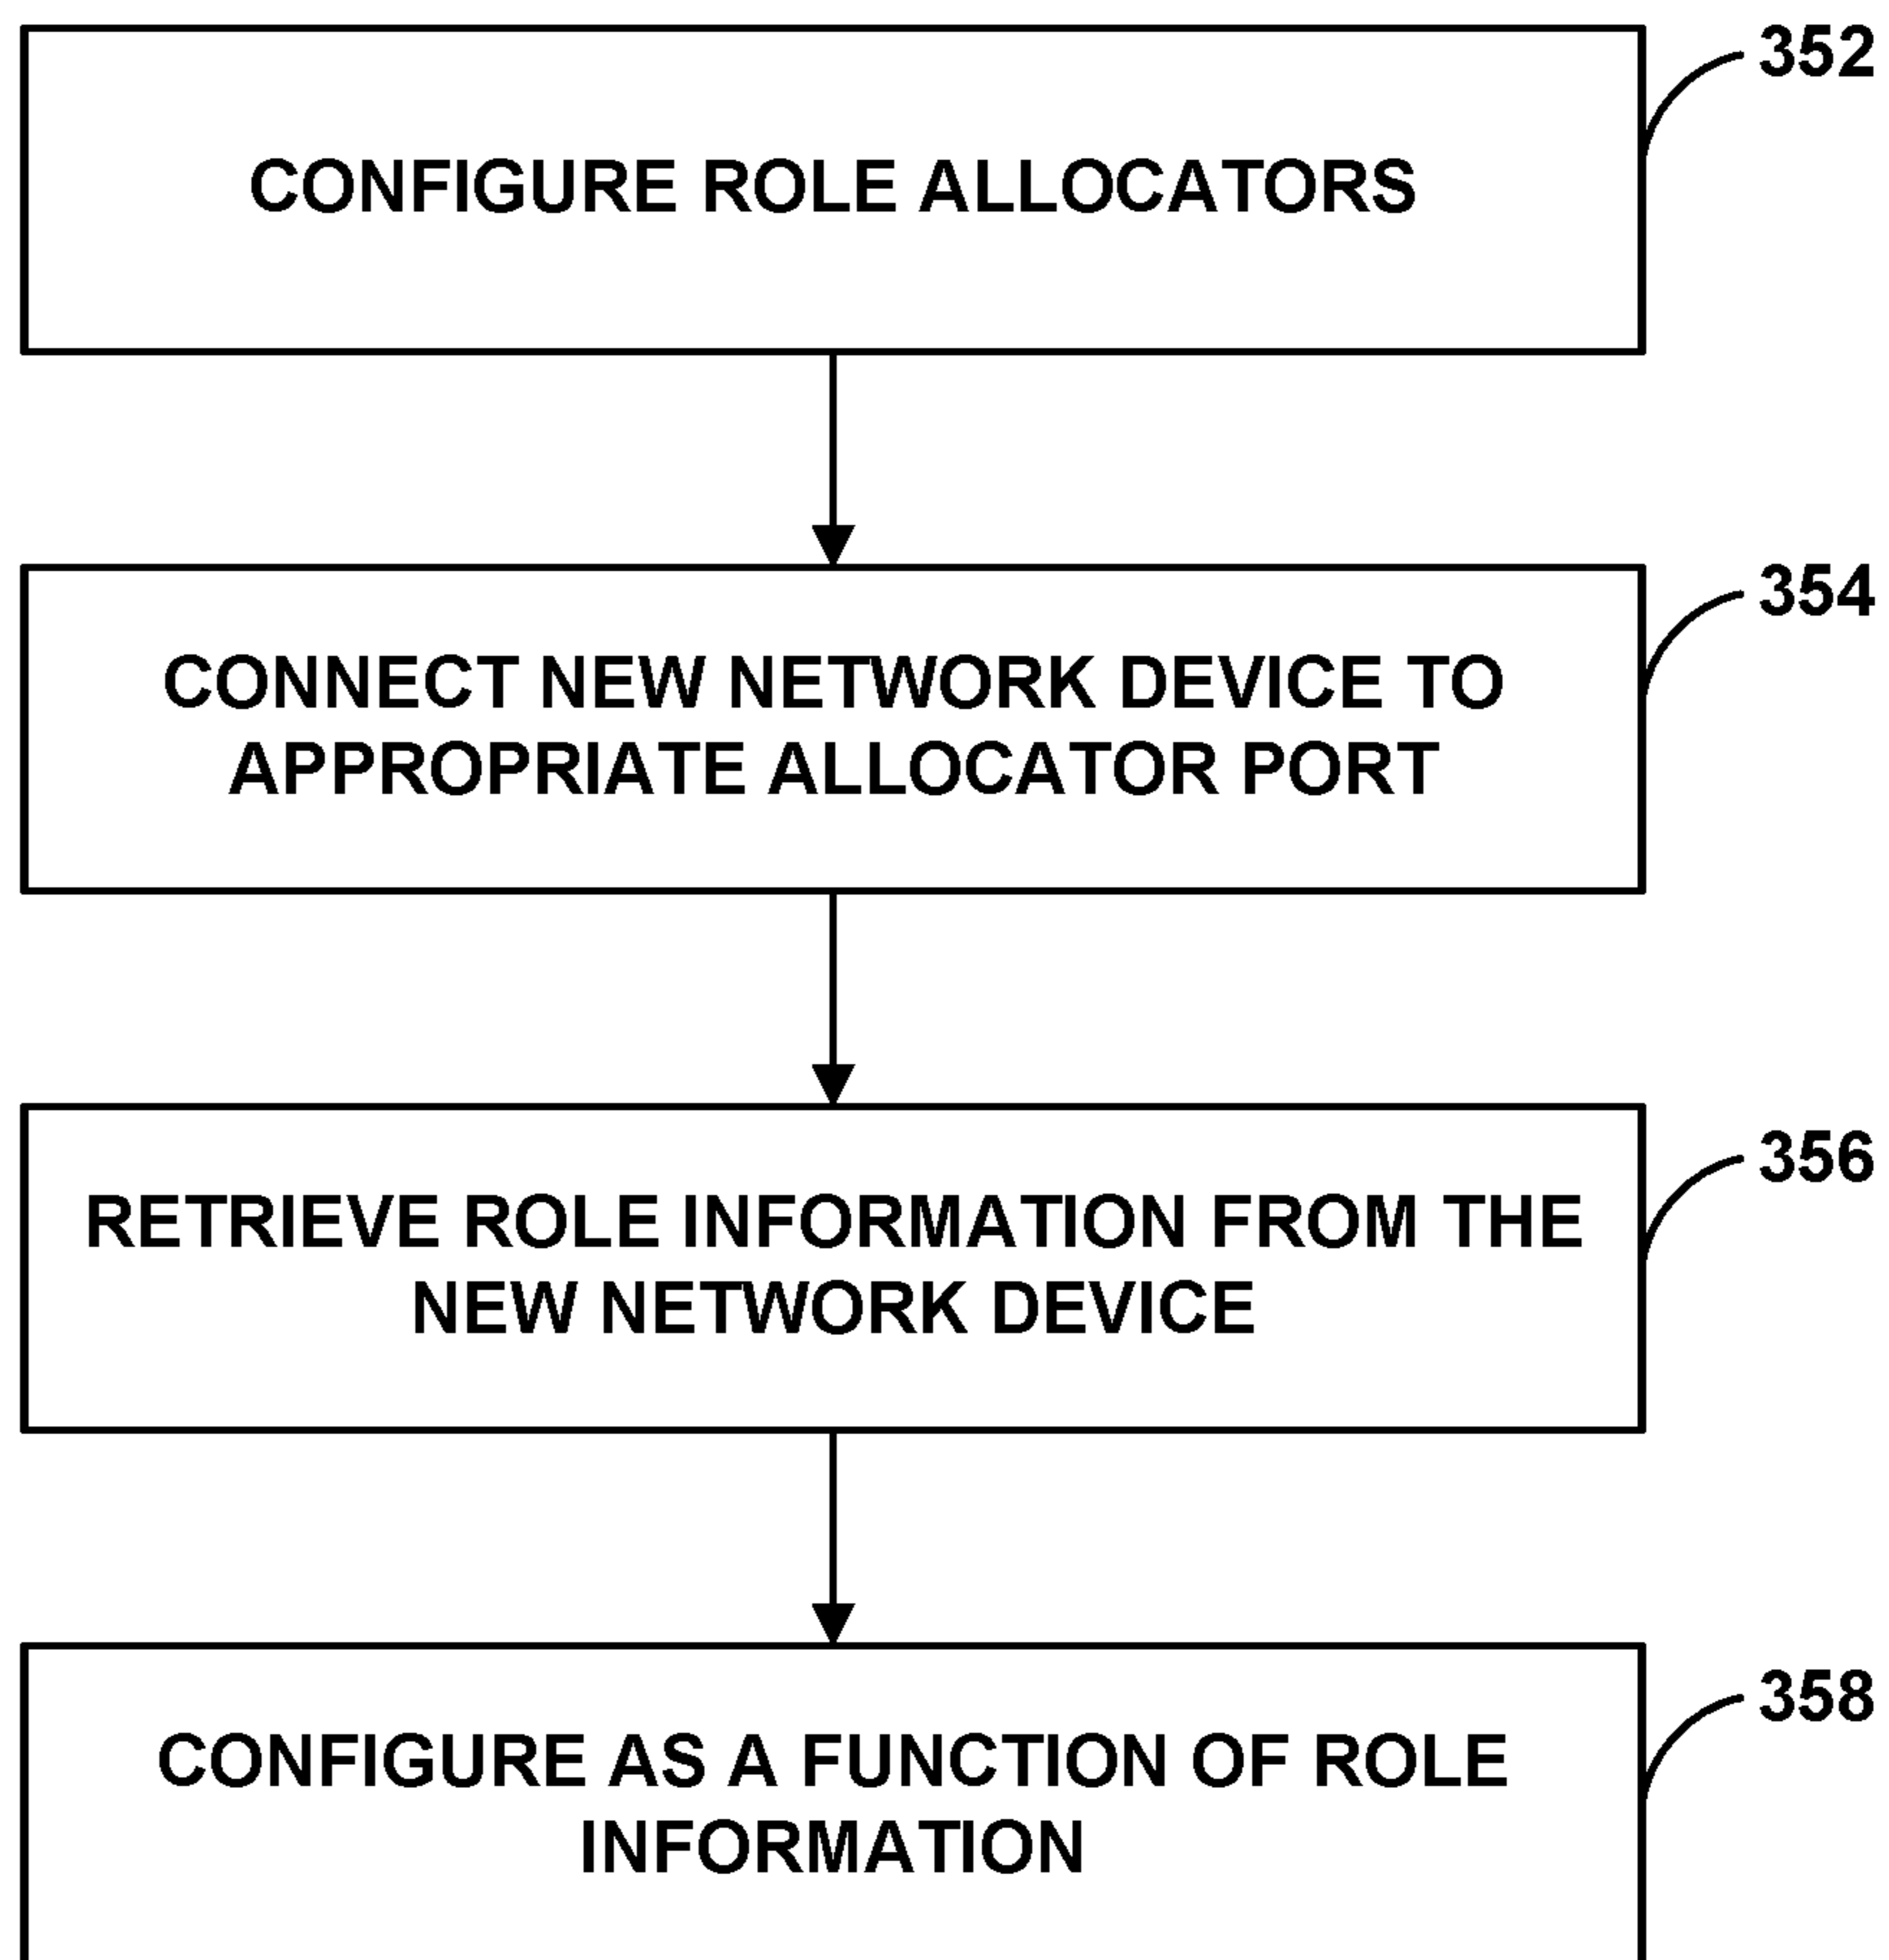 352
CONFIGURE ROLE ALLOCATORS
354
CONNECT NEW NETWORK DEVICE TO
APPROPRIATE ALLOCATOR PORT
356
RETRIEVE ROLE INFORMATION FROM THE
NEW NETWORK DEVICE
358
CONFIGURE AS A FUNCTION OF ROLE
INFORMATION